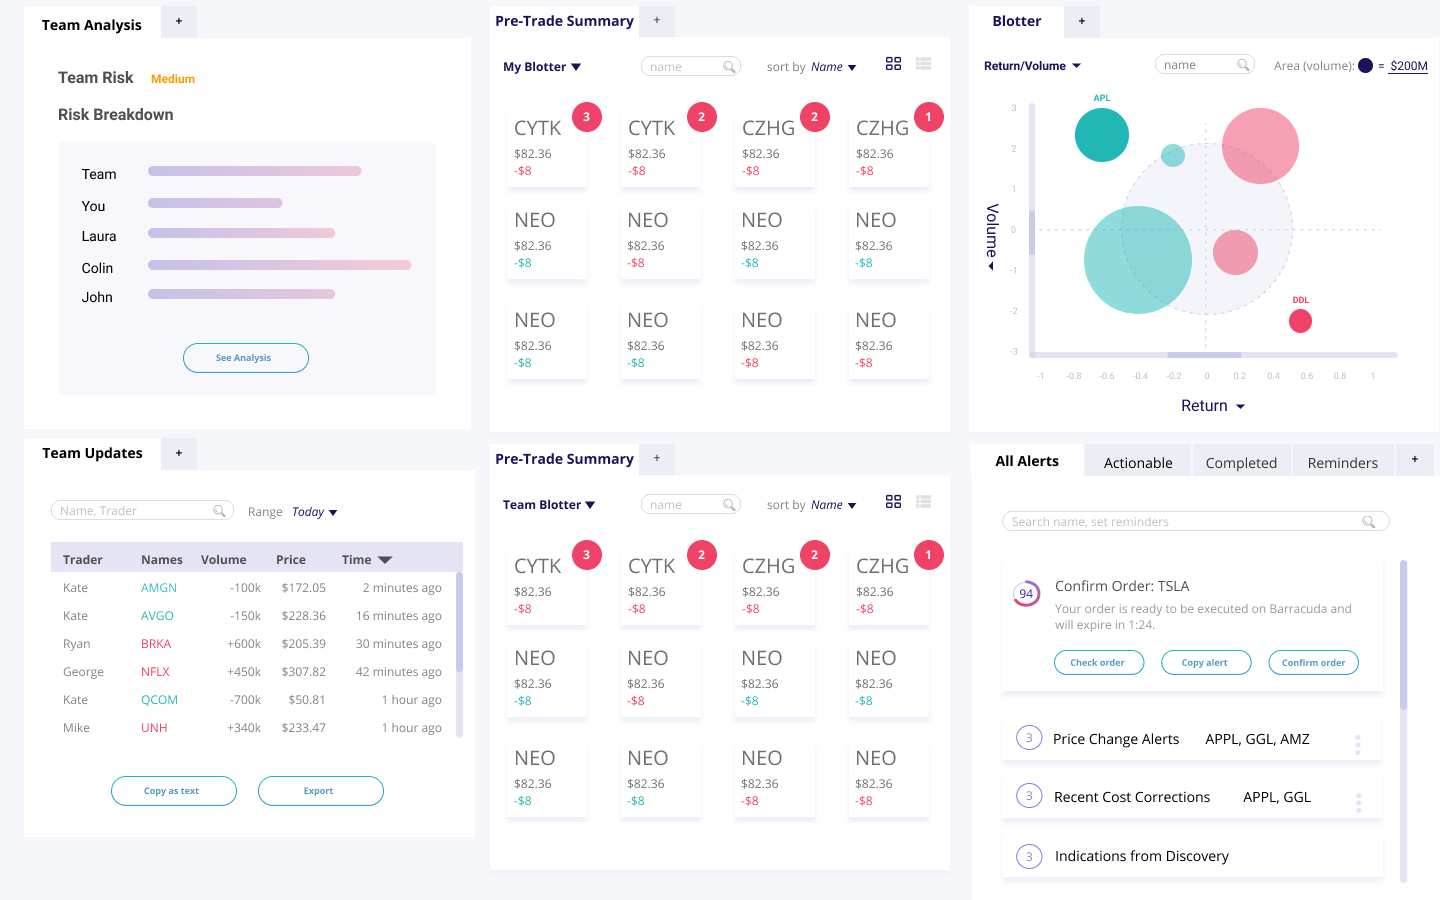 Team Analysis +
Team Risk Medium
Risk Breakdown
Team
You
Laura
Colin
John
See Analysis
Pre-Trade Summary +
My Blotter name sort by Name
CYTK 3 CYTK 2 CZHG 2 CZHG 1
$82.36 $82.36 $82.36 $82.36
-$8 -$8 -$8 -$8
NEO NEO NEO NEO
$82.36 $82.36 $82.36 $82.36
-$8 -$8 -$8 -$8
NEO NEO NEO NEO
$82.36 $82.36 $82.36 $82.36
-$8 -$8 -$8 -$8
Blotter +
Return/Volume name Area (volume): = $200M
APL
3
2
1
0
-1
-2
-3
Volume
DDL
-1 -0.8 -0.6 -0.4 -0.2 0 0.2 0.4 0.6 0.8 1
Return
Team Updates +
Name, Trader Range Today
Trader Names Volume Price Time
Kate AMGN -100k $172.05 2 minutes ago
Kate AVGO -150k $228.36 16 minutes ago
Ryan BRKA +600k $205.39 30 minutes ago
George NFLX +450k $307.82 42 minutes ago
Kate QCOM -700k $50.81 1 hour ago
Mike UNH +340k $233.47 1 hour ago
Copy as text Export
Pre-Trade Summary +
Team Blotter name sort by Name
CYTK 3 CYTK 2 CZHG 2 CZHG 1
$82.36 $82.36 $82.36 $82.36
-$8 -$8 -$8 -$8
NEO NEO NEO NEO
$82.36 $82.36 $82.36 $82.36
-$8 -$8 -$8 -$8
NEO NEO NEO NEO
$82.36 $82.36 $82.36 $82.36
-$8 -$8 -$8 -$8
All Alerts Actionable Completed Reminders +
Search name, set reminders
94 Confirm Order: TSLA
Your order is ready to be executed on Barracuda and
will expire in 1:24.
Check order Copy alert Confirm order
3 Price Change Alerts APPL, GGL, AMZ
3 Recent Cost Corrections APPL, GGL
3 Indications from Discovery